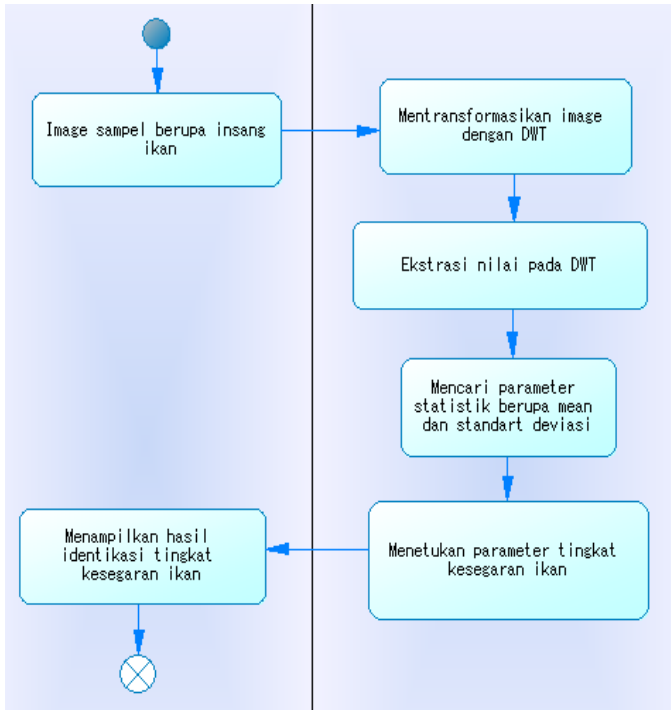 Image sampel berupa insang
ikan
Mentransformasikan image
dengan DWT
Ekstrasi nilai pada DWT
Mencari parameter
statistik berupa mean
dan standart deviasi
Menetukan parameter tingkat
kesegaran ikan
Menampilkan hasil
identikasi tingkat
kesegaran ikan